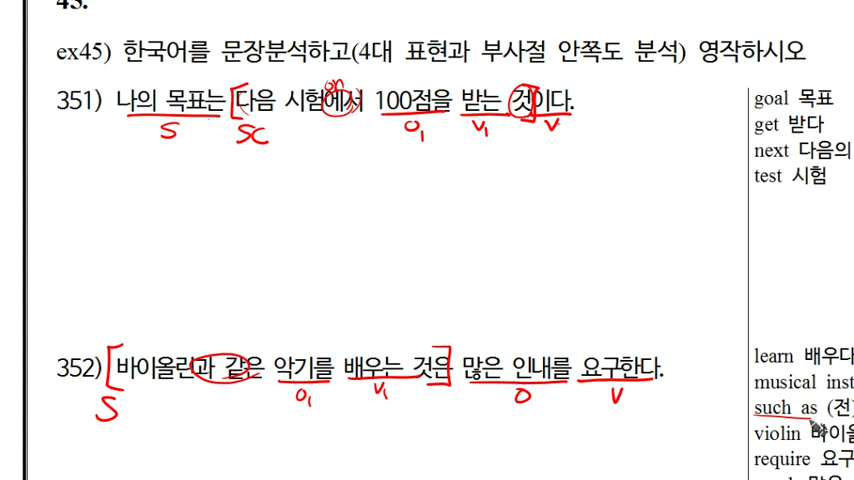 45.
ex45) 한국어를 문장분석하고(4대 표현과 부사절 안쪽도 분석) 영작하시오
on
351) 나의 목표는 [다음 시험에서 100점을 받는 것]이다.
S SC O1 V1 V
goal 목표
get 받다
next 다음의
test 시험
352) [바이올린과 같은 악기를 배우는 것은] 많은 인내를 요구한다.
S O1 V1 O V
learn 배우다
musical inst
such as (전)
violin 바이올
require 요구